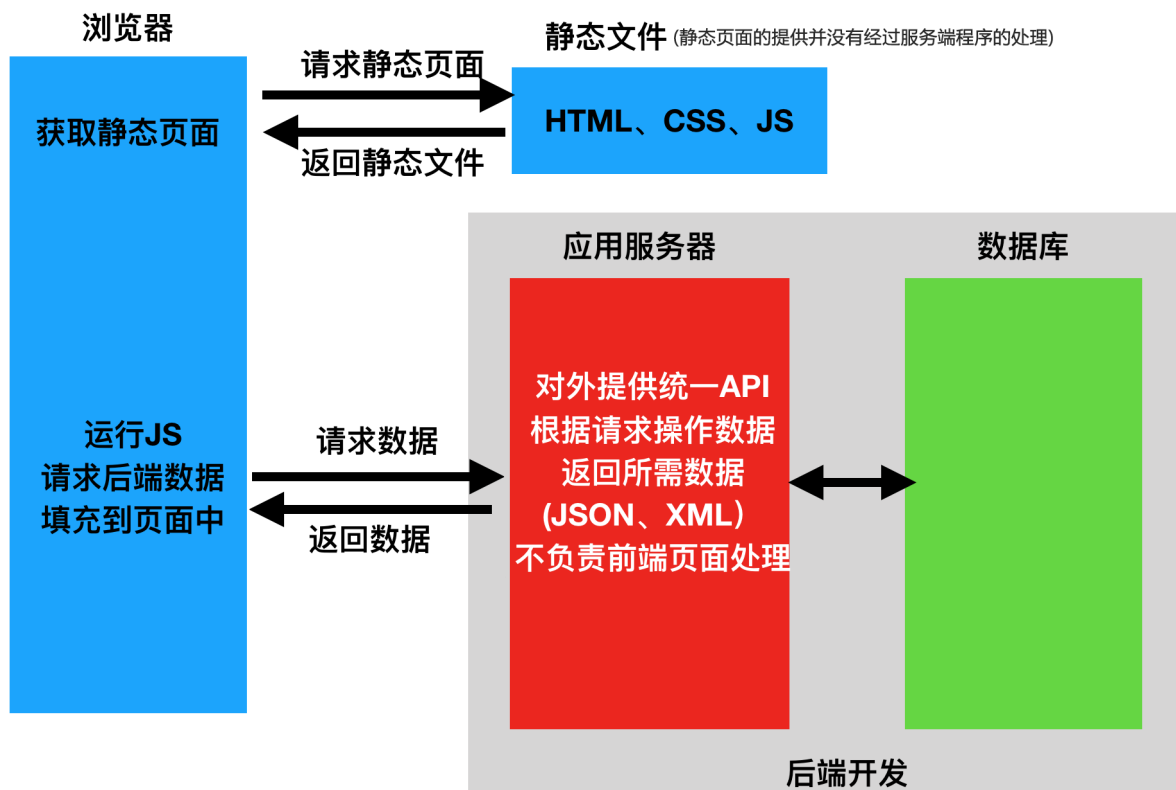 浏览器
静态文件 (静态页面的提供并没有经过服务端程序的处理)
请求静态页面
获取静态页面
HTML、CSS、JS
返回静态文件
应用服务器
数据库
对外提供统一API
根据请求操作数据
返回所需数据
(JSON、XML）
不负责前端页面处理
运行JS
请求后端数据
填充到页面中
请求数据
返回数据
后端开发